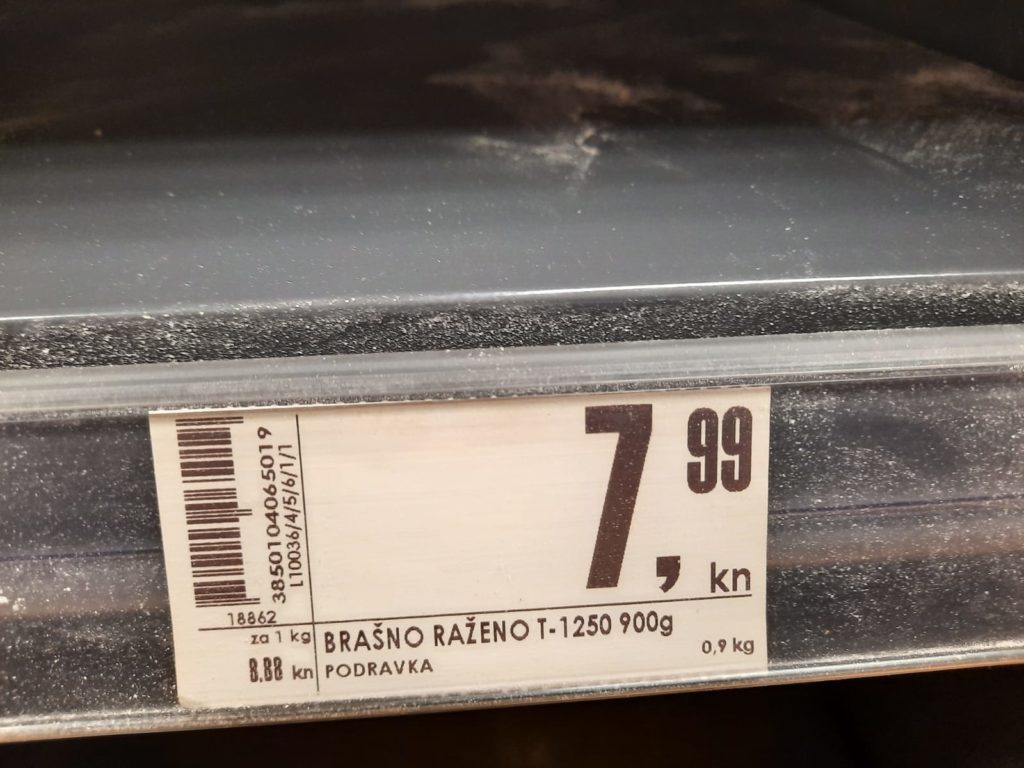 3850104065019
L10036/4/5/6/1/1
18862
7,99 kn
za 1 kg
8.88 kn
BRAŠNO RAŽENO T-1250 900g
PODRAVKA
0,9 kg